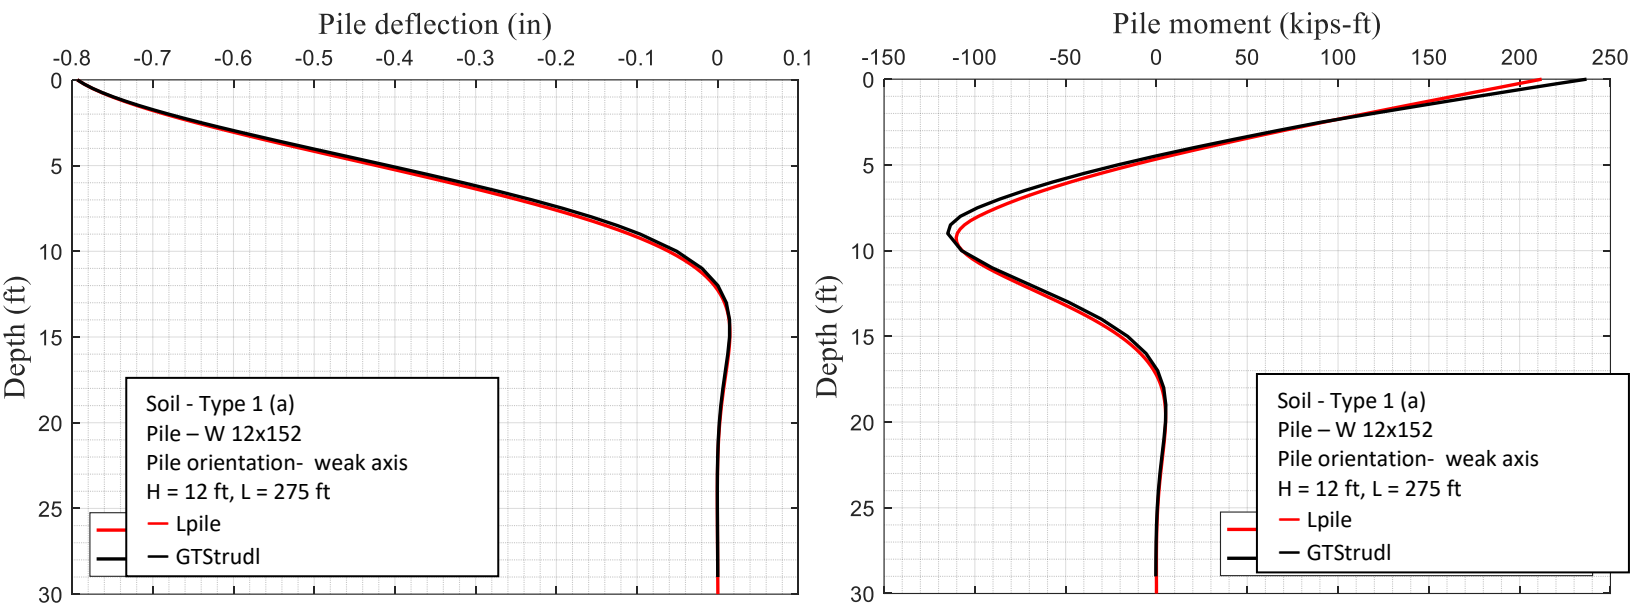 Pile deflection (in)
-0.8 -0.7 -0.6 -0.5 -0.4 -0.3 -0.2 -0.1 0 0.1
0
5
10
15
20
25
30
Depth (ft)
Soil - Type 1 (a)
Pile – W 12x152
Pile orientation-  weak axis
H = 12 ft, L = 275 ft
Lpile
GTStrudl
Pile moment (kips-ft)
-150 -100 -50 0 50 100 150 200 250
0
5
10
15
20
25
30
Depth (ft)
Soil - Type 1 (a)
Pile – W 12x152
Pile orientation-  weak axis
H = 12 ft, L = 275 ft
Lpile
GTStrudl